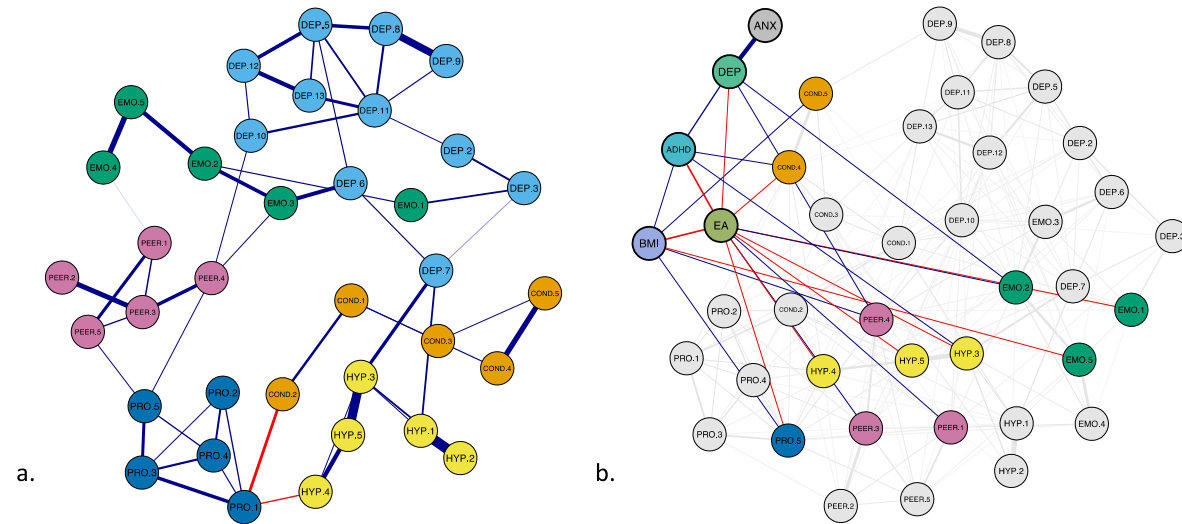 DEP.5
DEP.8
DEP.9
DEP.12
DEP.13
DEP.11
DEP.10
DEP.2
DEP.3
DEP.6
EMO.5
EMO.4
EMO.2
EMO.3
EMO.1
PEER.1
PEER.2
PEER.3
PEER.4
PEER.5
DEP.7
COND.1
COND.5
COND.3
COND.4
COND.2
HYP.3
HYP.5
HYP.1
HYP.2
HYP.4
PRO.5
PRO.2
PRO.4
PRO.3
PRO.1
a.
ANX
DEP
COND.5
ADHD
COND.4
EA
BMI
COND.3
COND.1
DEP.9
DEP.8
DEP.11
DEP.5
DEP.13
DEP.12
DEP.2
DEP.6
DEP.10
EMO.3
DEP.3
DEP.7
EMO.2
EMO.1
PRO.2
COND.2
PEER.4
PRO.1
HYP.5
HYP.3
EMO.5
PRO.4
HYP.4
PRO.3
PRO.5
PEER.3
PEER.1
HYP.1
EMO.4
HYP.2
PEER.2
PEER.5
b.